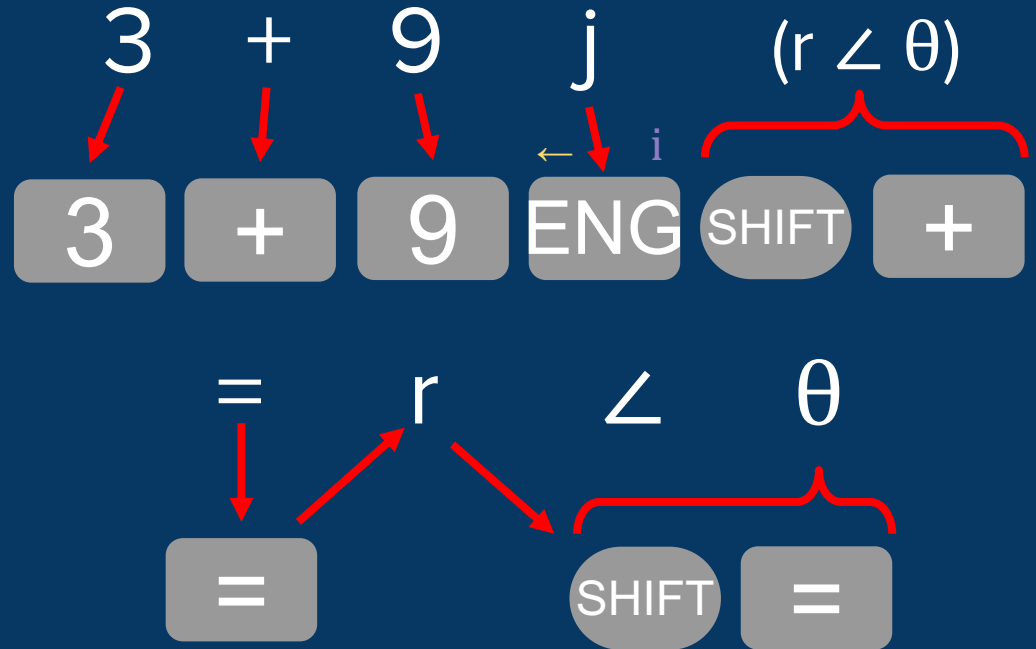 3 + 9 j (r ∠ θ)
← i
3 + 9 ENG SHIFT +
= r ∠ θ
= SHIFT =